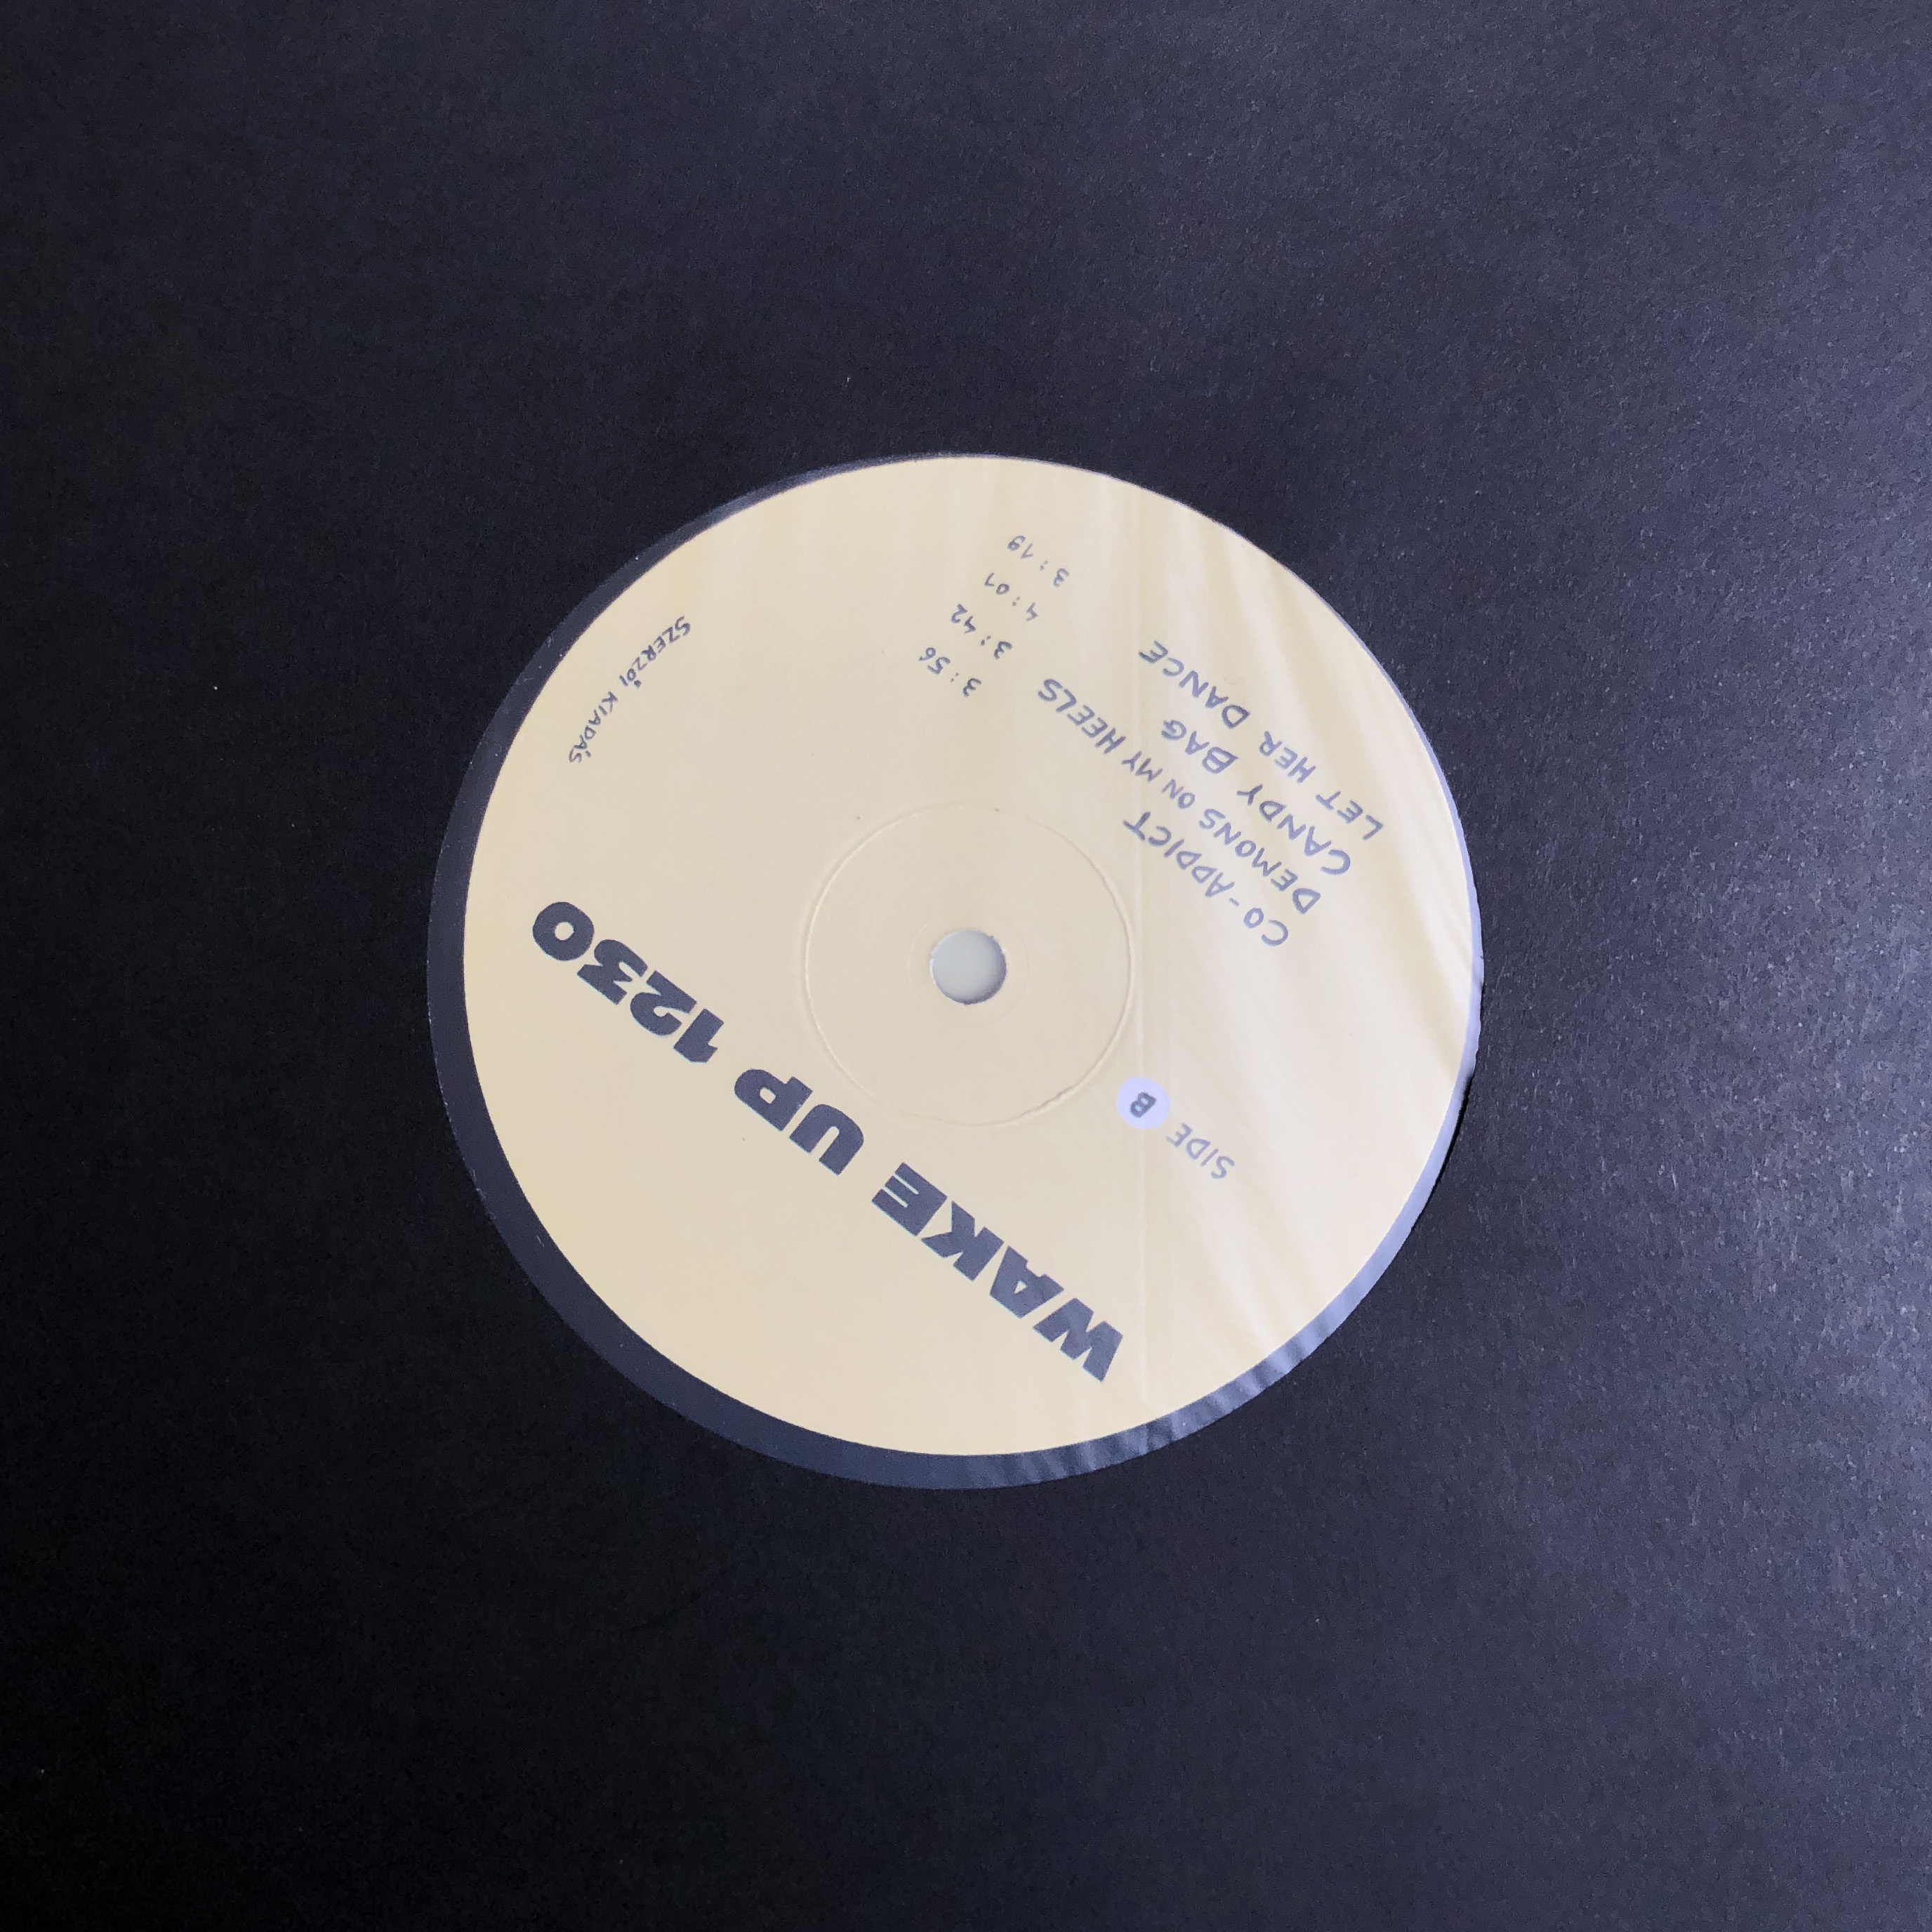 WAKE UP 1230
SIDE B
CO-ADDICT 3:56
DEMONS ON MY HEELS 3:42
CANDY BAG 4:01
LET HER DANCE 3:19
SZERZŐI KIADÁS